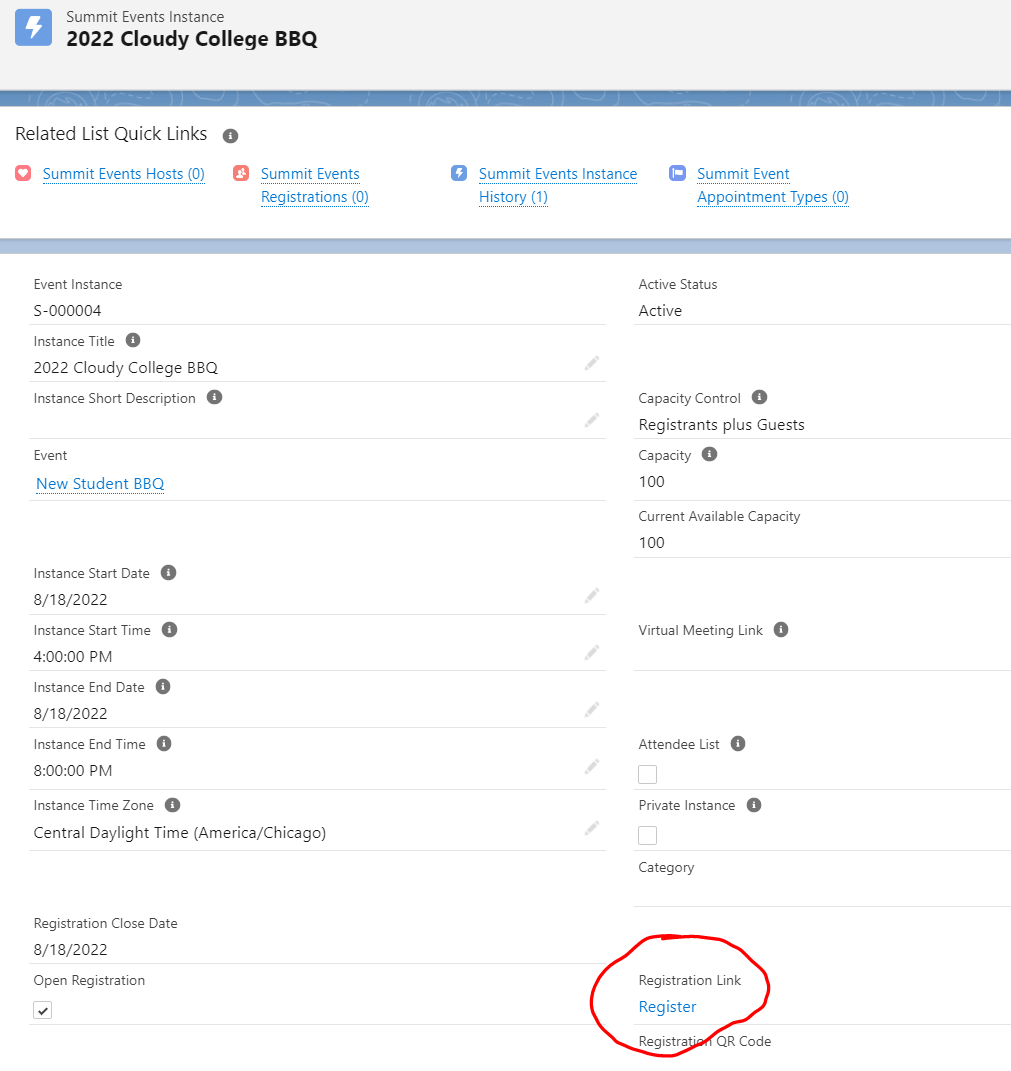 Summit Events Instance
2022 Cloudy College BBQ
Related List Quick Links
Summit Events Hosts (0)
Summit Events
Registrations (0)
Summit Events Instance
History (1)
Summit Event
Appointment Types (0)
Event Instance
S-000004
Active Status
Active
Instance Title
2022 Cloudy College BBQ
Instance Short Description
Capacity Control
Registrants plus Guests
Event
New Student BBQ
Capacity
100
Current Available Capacity
100
Instance Start Date
8/18/2022
Instance Start Time
4:00:00 PM
Virtual Meeting Link
Instance End Date
8/18/2022
Instance End Time
8:00:00 PM
Attendee List
Instance Time Zone
Central Daylight Time (America/Chicago)
Private Instance
Category
Registration Close Date
8/18/2022
Open Registration
Registration Link
Register
Registration QR Code